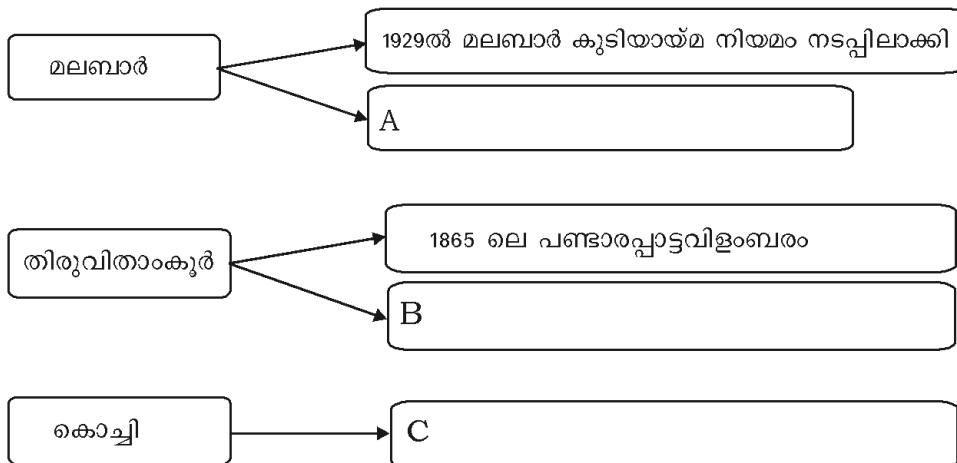 1929ൽ മലബാർ കുടിയായ്മ നിയമം നടപ്പിലാക്കി
മലബാർ
A
1865 ലെ പണ്ടാരപ്പാട്ടവിളംബരം
തിരുവിതാംകൂർ
B
കൊച്ചി
C